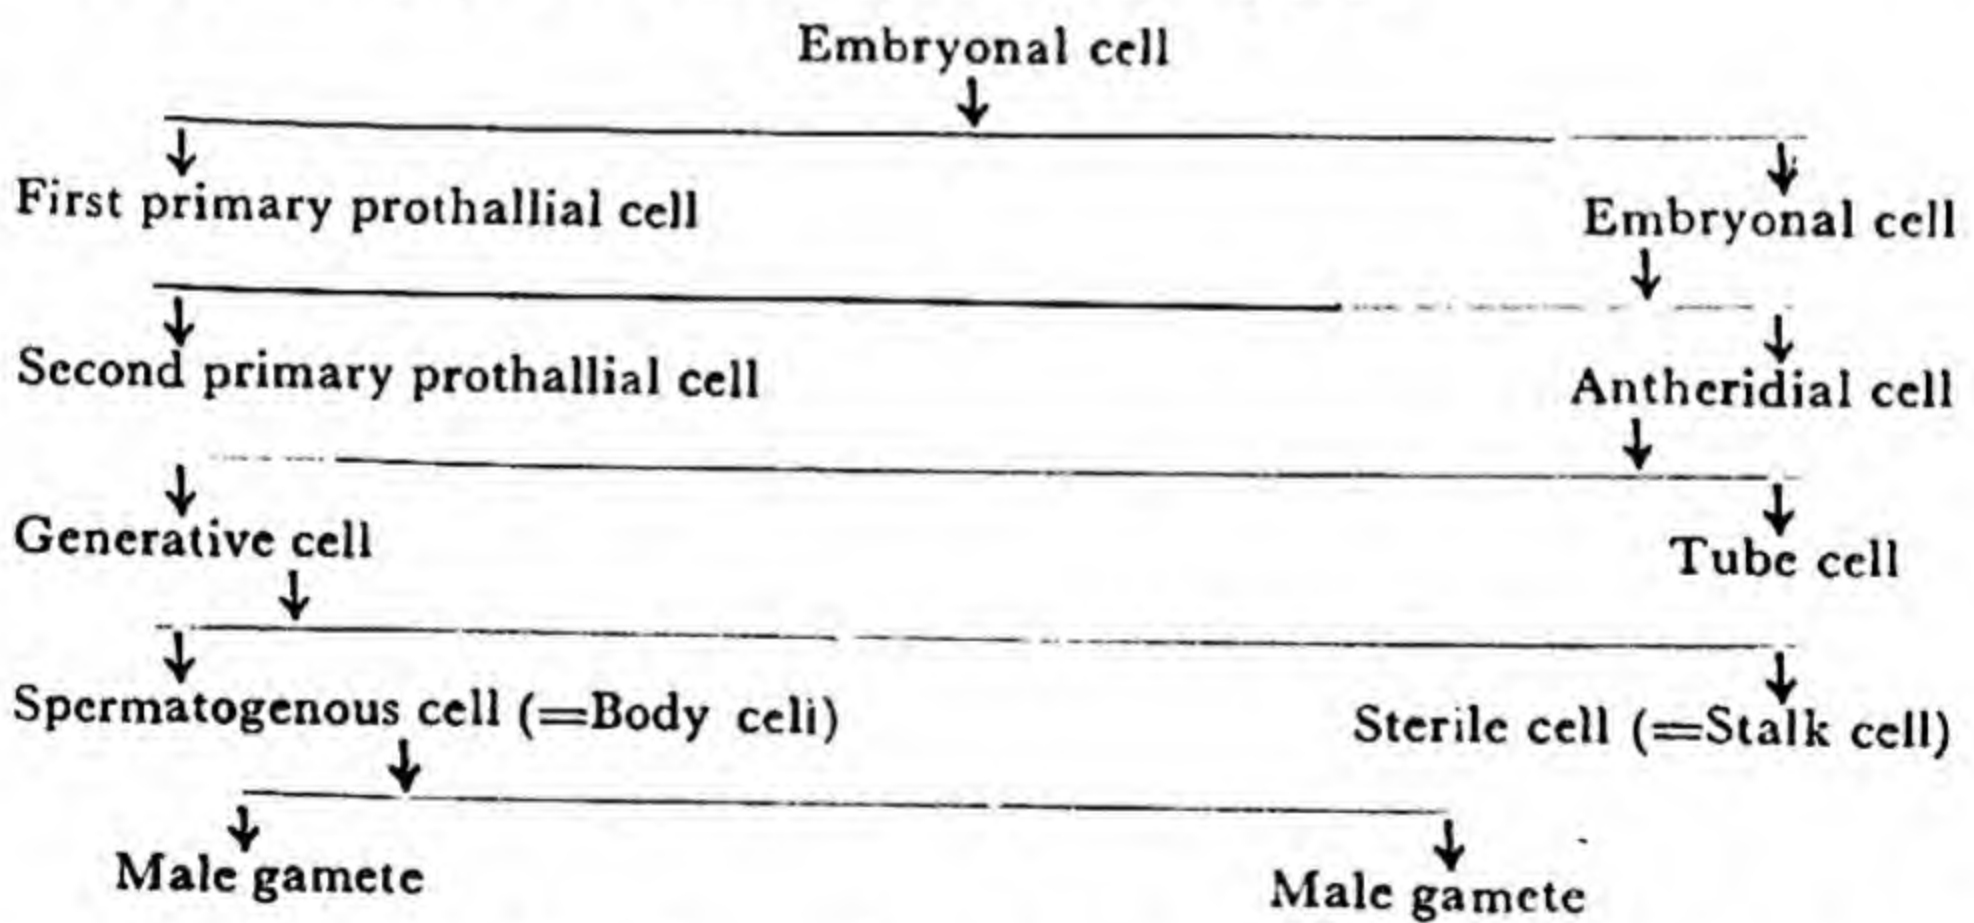 Embryonal cell
First primary prothallial cell
Embryonal cell
Second primary prothallial cell
Antheridial cell
Generative cell
Tube cell
Spermatogenous cell (=Body celi)
Sterile cell (=Stalk cell)
Male gamete
Male gamete